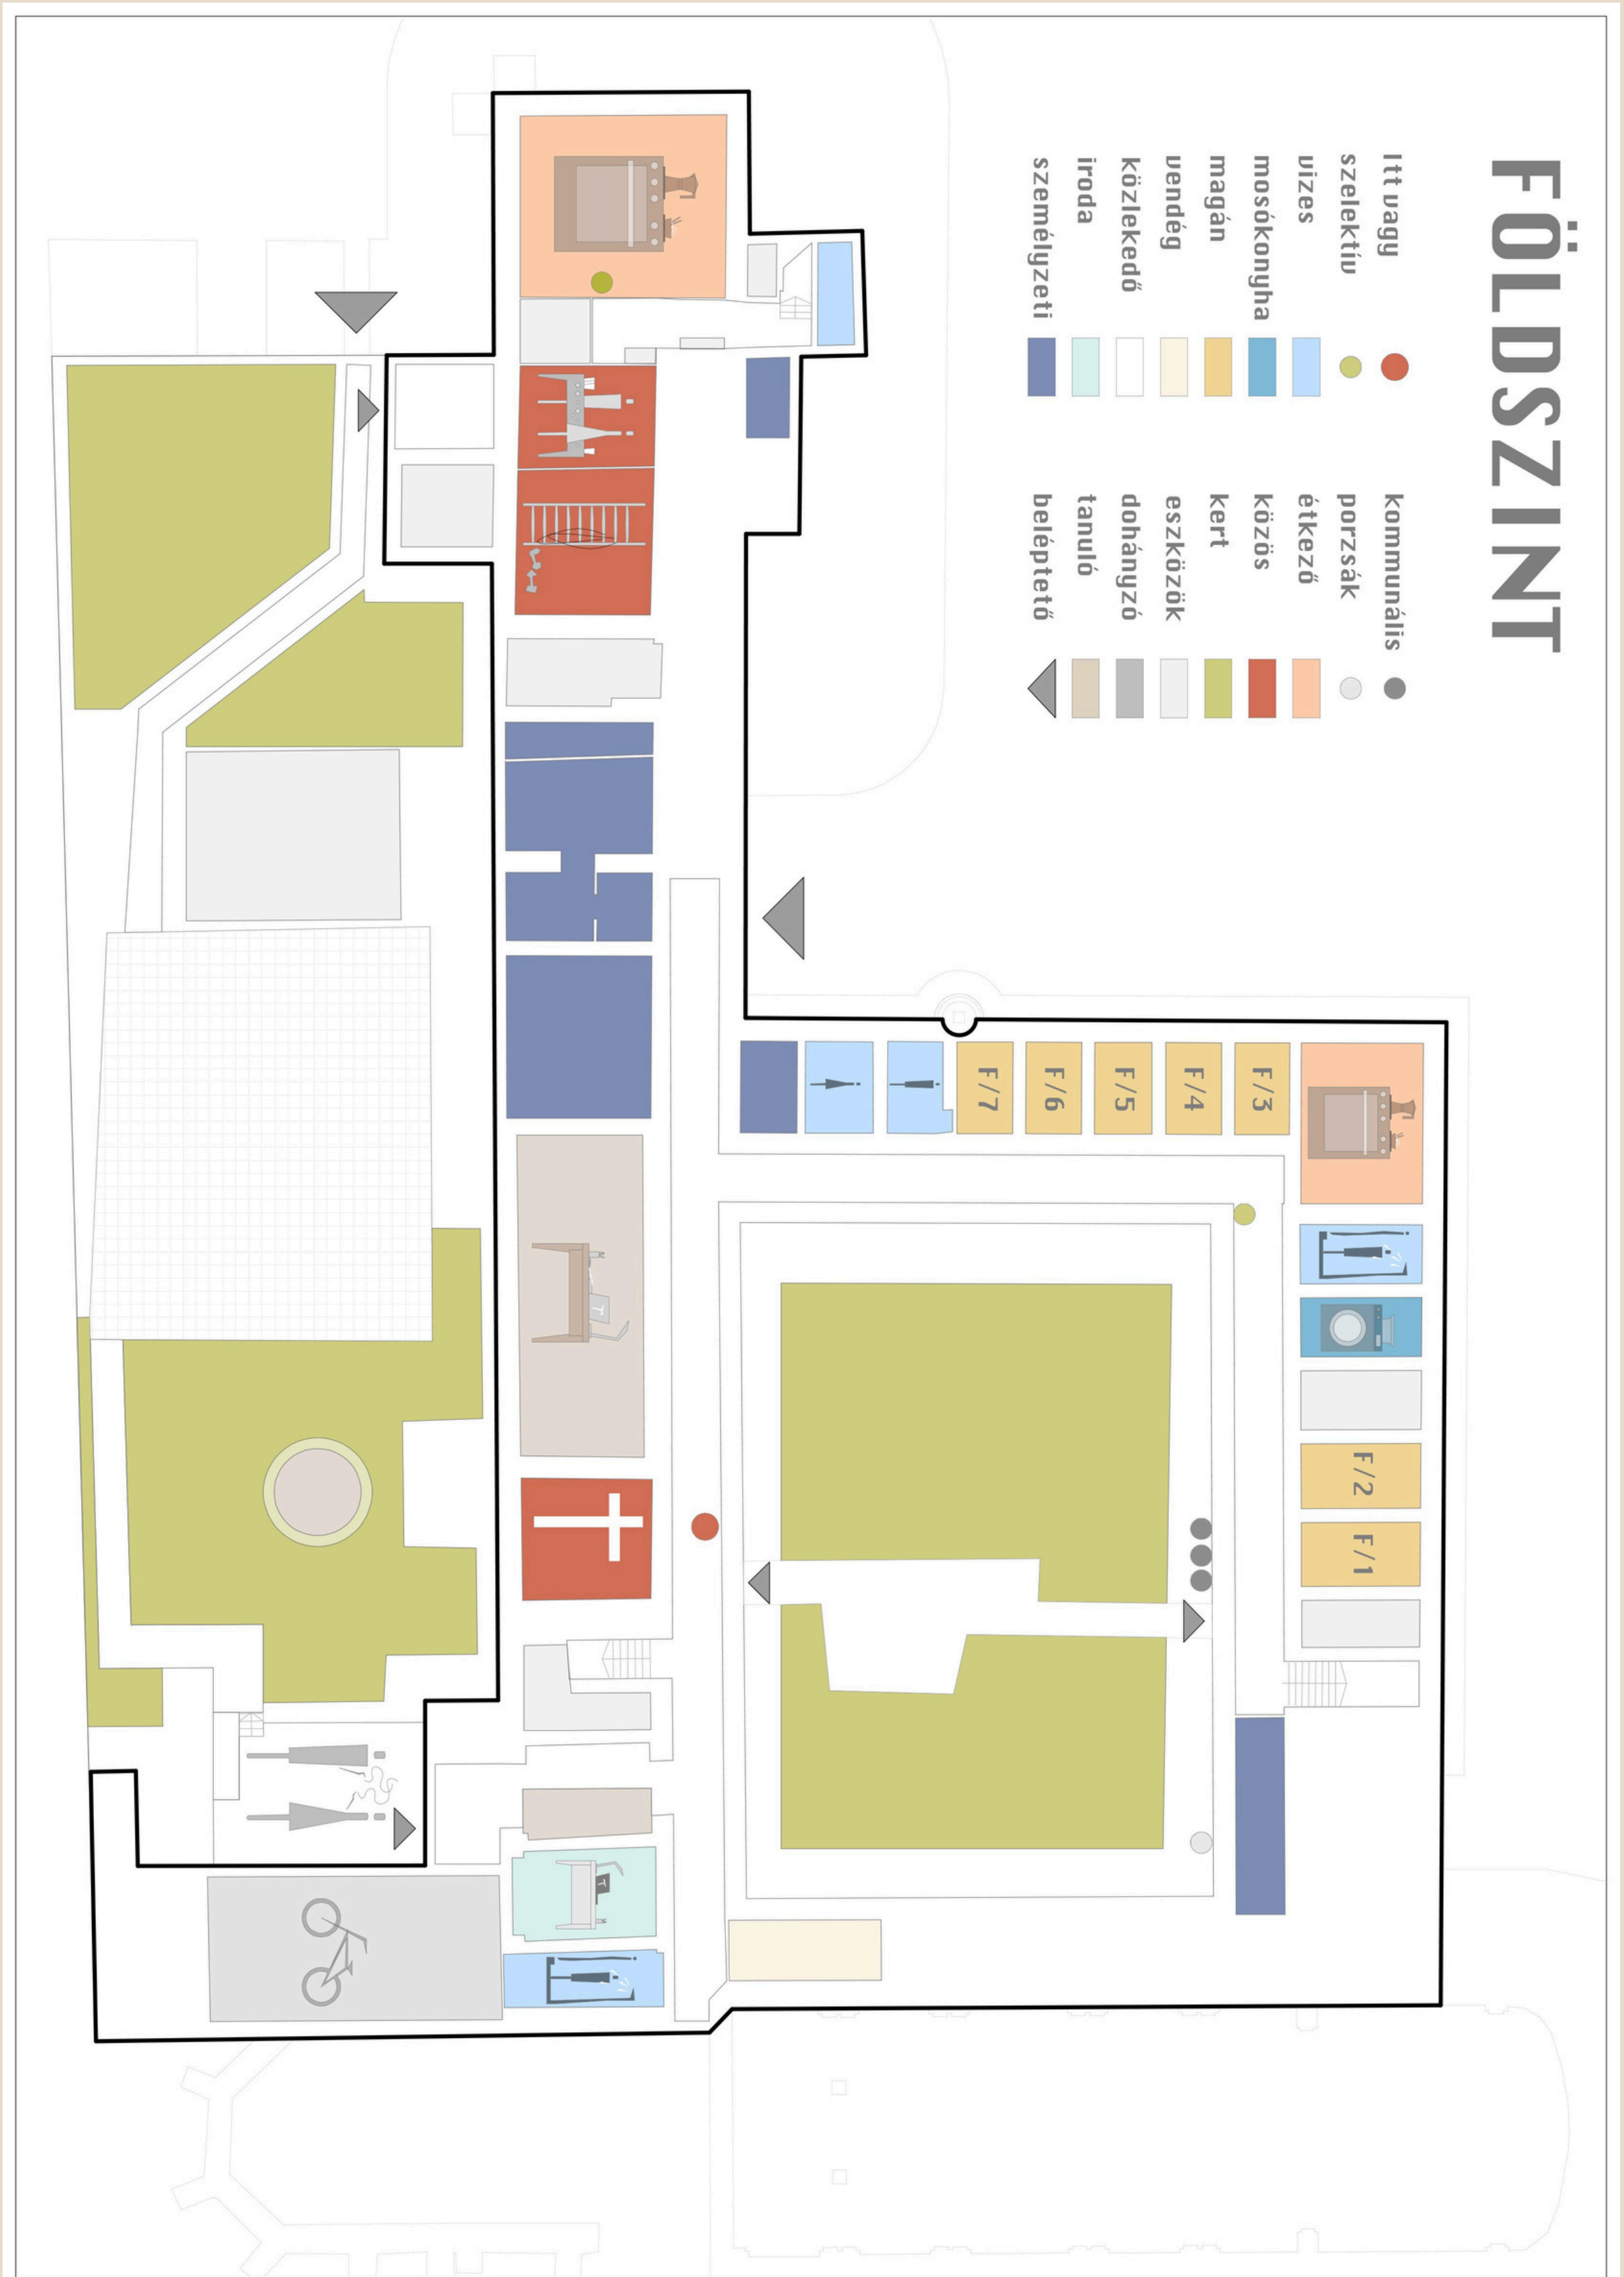 FÖLDSZINT
Itt vagy
szelektív
vizes
mosókonyha
magán
vendég
közlekedő
iroda
személyzeti
kommunális
porzsák
étkező
közös
kert
eszközök
dohányzó
tanuló
beléptető
F/7
F/6
F/5
F/4
F/3
F/2
F/1